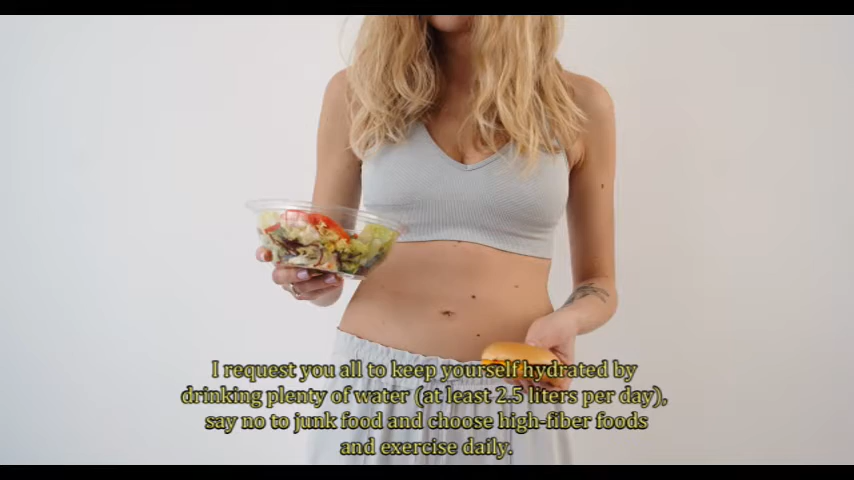 I request you all to keep yourself hydrated by
drinking plenty of water (at least 2.5 liters per day),
say no to junk food and choose high-fiber foods
and exercise daily.